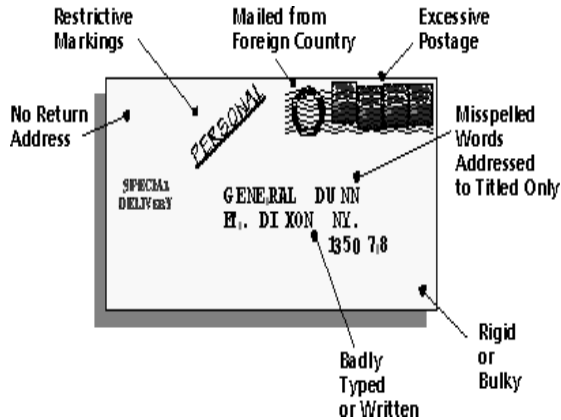 Restrictive
Markings
Mailed from
Foreign Country
Excessive
Postage
No Return
Address
PERSONAL
Misspelled
Words
Addressed
to Titled Only
SPECIAL
DELIVERY
GENERAL DUNN
FT. DIXON NY.
1350 7,8
Rigid
or
Bulky
Badly
Typed
or Written